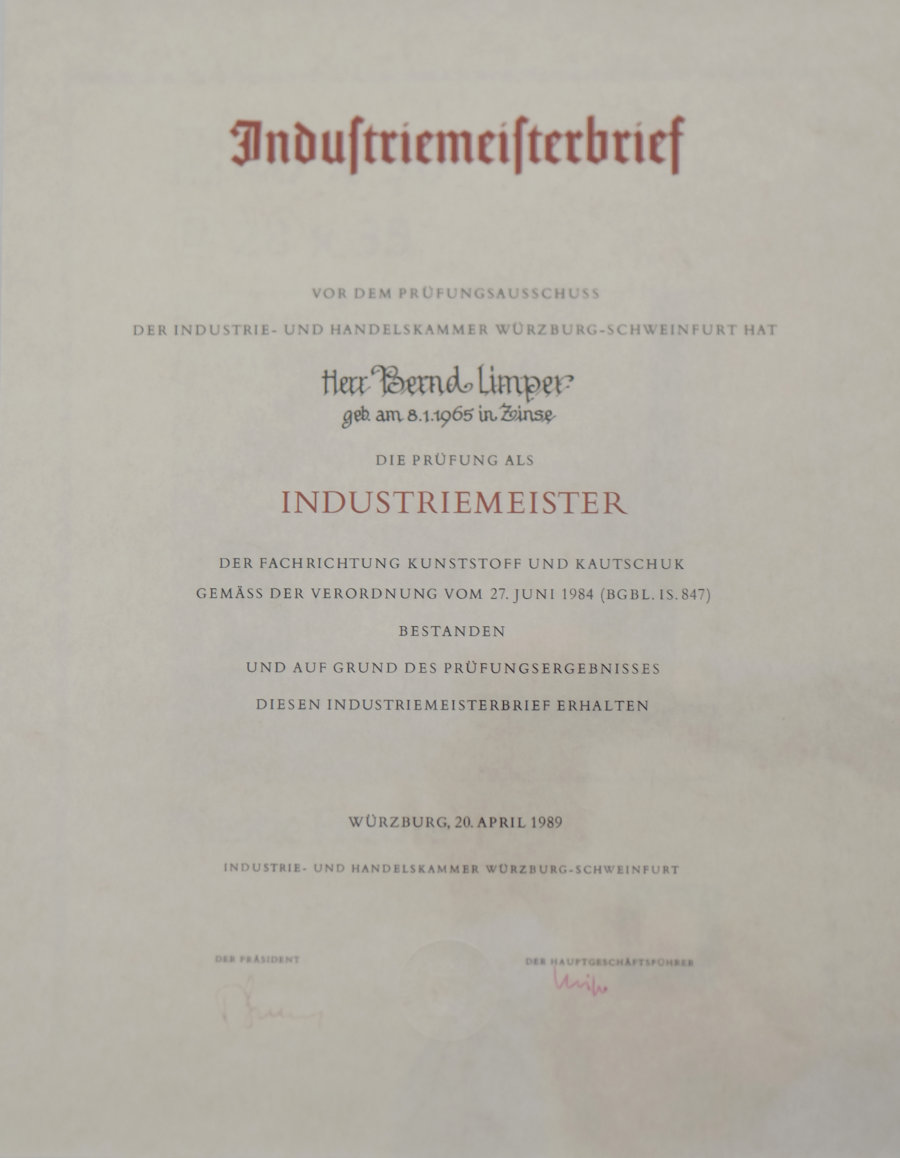 Industriemeisterbrief
VOR DEM PRÜFUNGSAUSSCHUSS
DER INDUSTRIE- UND HANDELSKAMMER WÜRZBURG-SCHWEINFURT HAT
Herr Bernd Limper
geb. am 8.1.1965 in Zinse
DIE PRÜFUNG ALS
INDUSTRIEMEISTER
DER FACHRICHTUNG KUNSTSTOFF UND KAUTSCHUK
GEMÄSS DER VERORDNUNG VOM 27. JUNI 1984 (BGBL. IS. 847)
BESTANDEN
UND AUF GRUND DES PRÜFUNGSERGEBNISSES
DIESEN INDUSTRIEMEISTERBRIEF ERHALTEN
WÜRZBURG, 20. APRIL 1989
INDUSTRIE- UND HANDELSKAMMER WÜRZBURG-SCHWEINFURT
DER PRÄSIDENT
DER HAUPTGESCHÄFTSFÜHRER